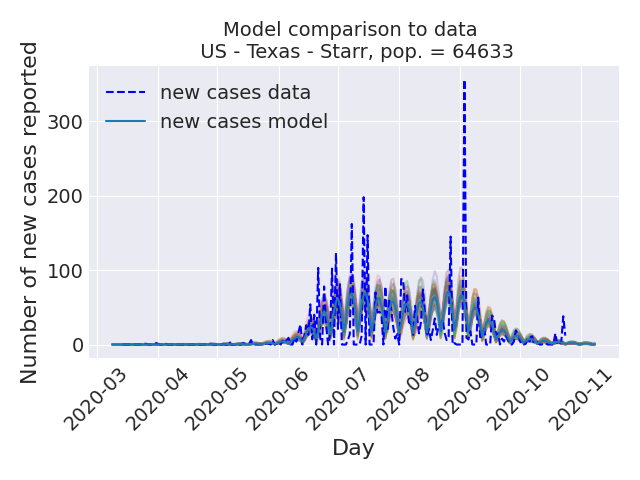 Model comparison to data
US - Texas - Starr, pop. = 64633
Number of new cases reported
300
200
100
0
new cases data
new cases model
2020-03
2020-04
2020-05
2020-06
2020-07
2020-08
2020-09
2020-10
2020-11
Day